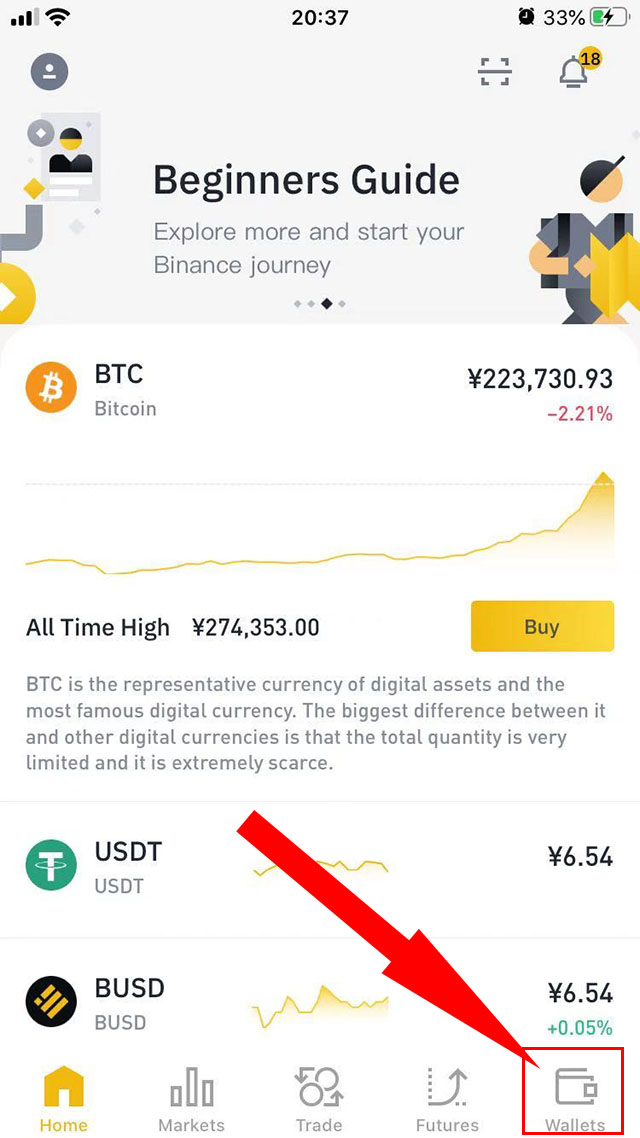 20:37
33%
18
Beginners Guide
Explore more and start your
Binance journey
BTC
¥223,730.93
Bitcoin
-2.21%
All Time High ¥274,353.00
Buy
BTC is the representative currency of digital assets and the
most famous digital currency. The biggest difference between it
and other digital currencies is that the total quantity is very
limited and it is extremely scarce.
USDT
¥6.54
USDT
BUSD
¥6.54
BUSD
+0.05%
Home Markets Trade Futures Wallets